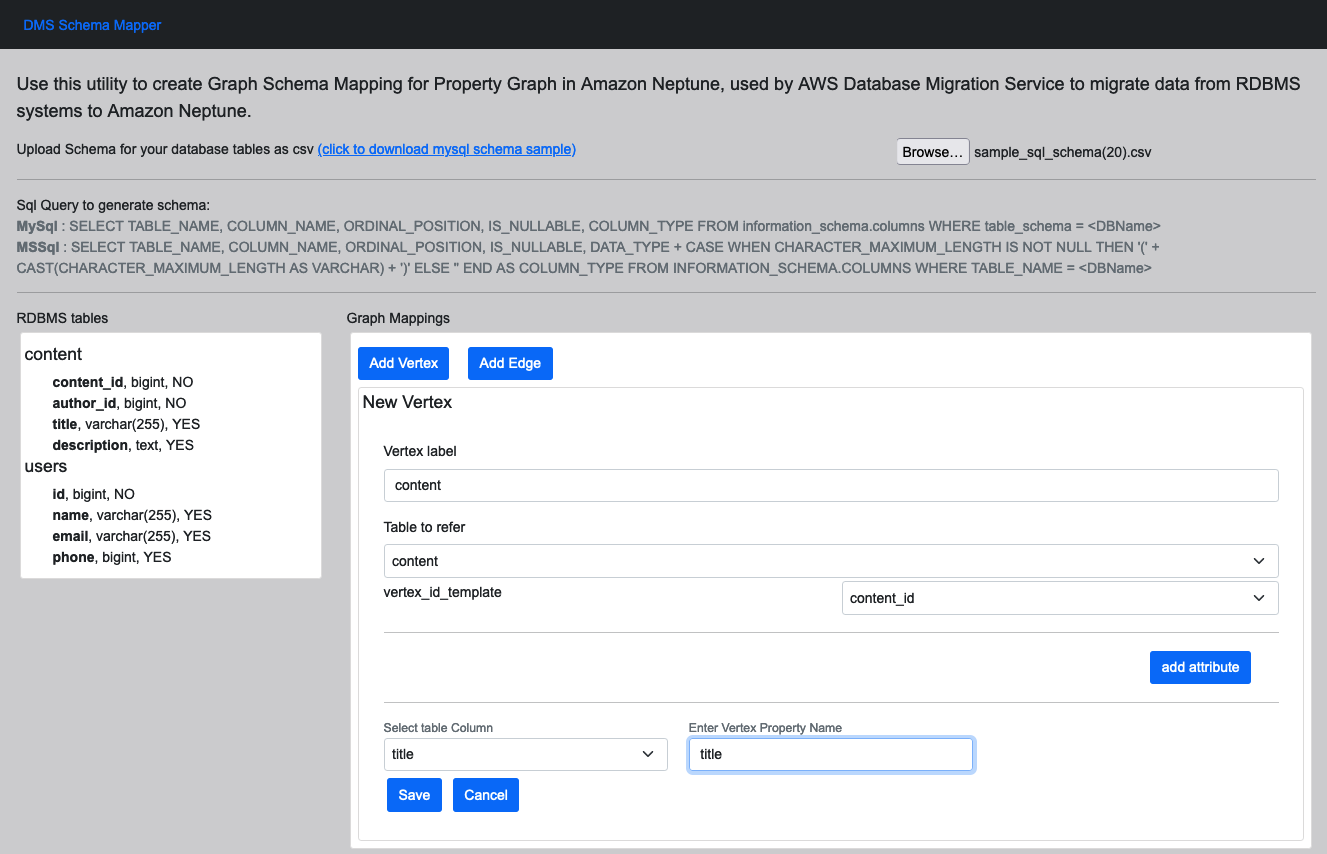 DMS Schema Mapper
Use this utility to create Graph Schema Mapping for Property Graph in Amazon Neptune, used by AWS Database Migration Service to migrate data from RDBMS
systems to Amazon Neptune.
Upload Schema for your database tables as csv (click to download mysql schema sample)
Browse… sample_sql_schema(20).csv
Sql Query to generate schema:
MySql : SELECT TABLE_NAME, COLUMN_NAME, ORDINAL_POSITION, IS_NULLABLE, COLUMN_TYPE FROM information_schema.columns WHERE table_schema = <DBName>
MSSql : SELECT TABLE_NAME, COLUMN_NAME, ORDINAL_POSITION, IS_NULLABLE, DATA_TYPE + CASE WHEN CHARACTER_MAXIMUM_LENGTH IS NOT NULL THEN '(' +
CAST(CHARACTER_MAXIMUM_LENGTH AS VARCHAR) + ')' ELSE '' END AS COLUMN_TYPE FROM INFORMATION_SCHEMA.COLUMNS WHERE TABLE_NAME = <DBName>
RDBMS tables
content
content_id, bigint, NO
author_id, bigint, NO
title, varchar(255), YES
description, text, YES
users
id, bigint, NO
name, varchar(255), YES
email, varchar(255), YES
phone, bigint, YES
Graph Mappings
Add Vertex
Add Edge
New Vertex
Vertex label
content
Table to refer
content
vertex_id_template
content_id
add attribute
Select table Column
Enter Vertex Property Name
title
title
Save
Cancel